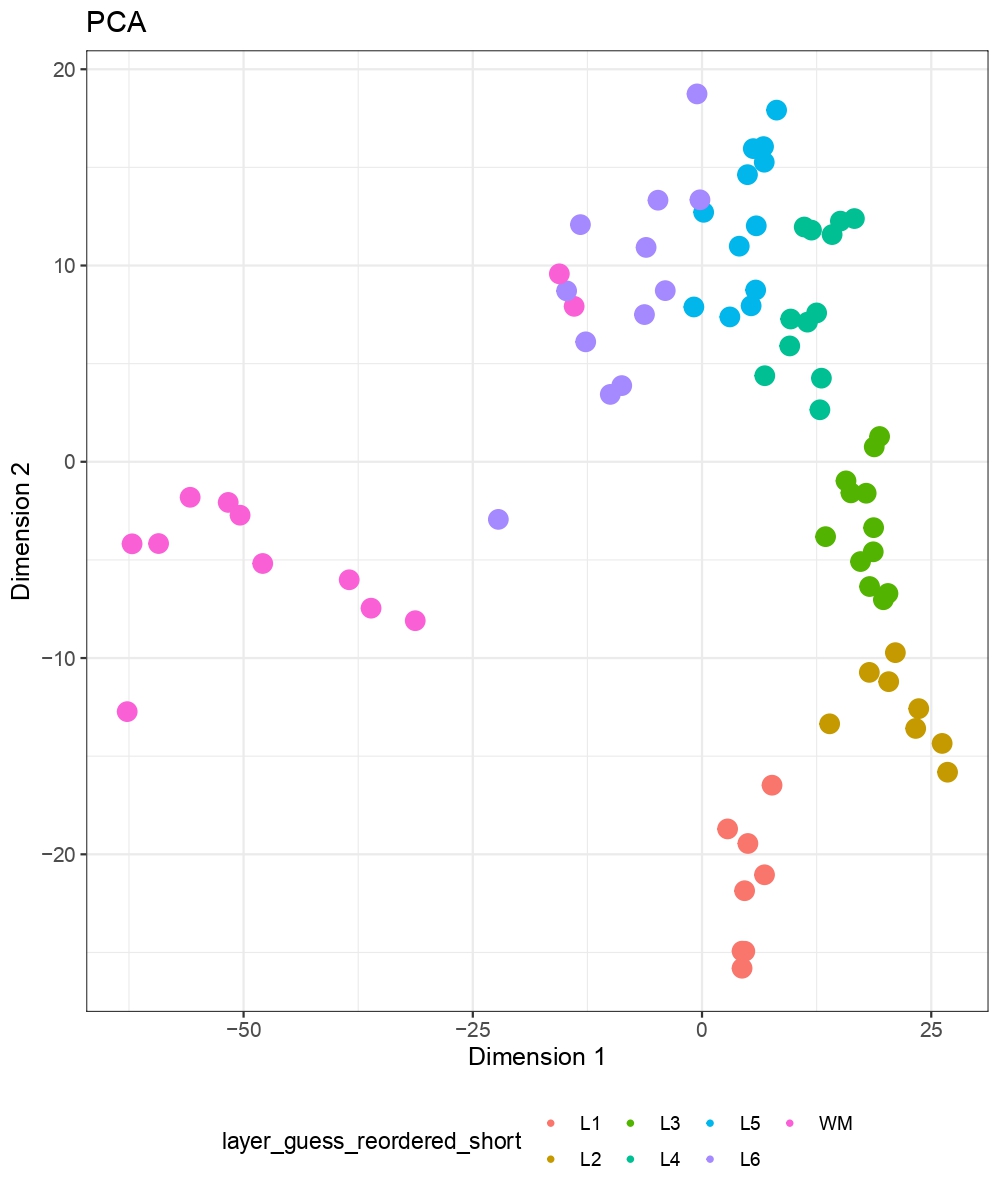 PCA
20
10
0
−10
−20
Dimension 2
−50 −25 0 25
Dimension 1
layer_guess_reordered_short
L1 L3 L5 WM
L2 L4 L6